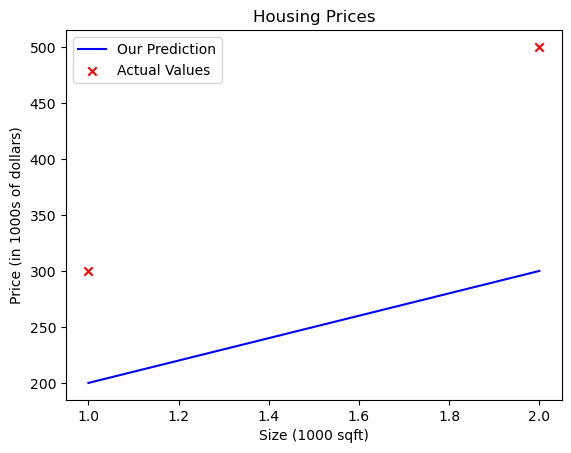 Housing Prices
Our Prediction
Actual Values
Price (in 1000s of dollars)
500
450
400
350
300
250
200
1.0 1.2 1.4 1.6 1.8 2.0
Size (1000 sqft)